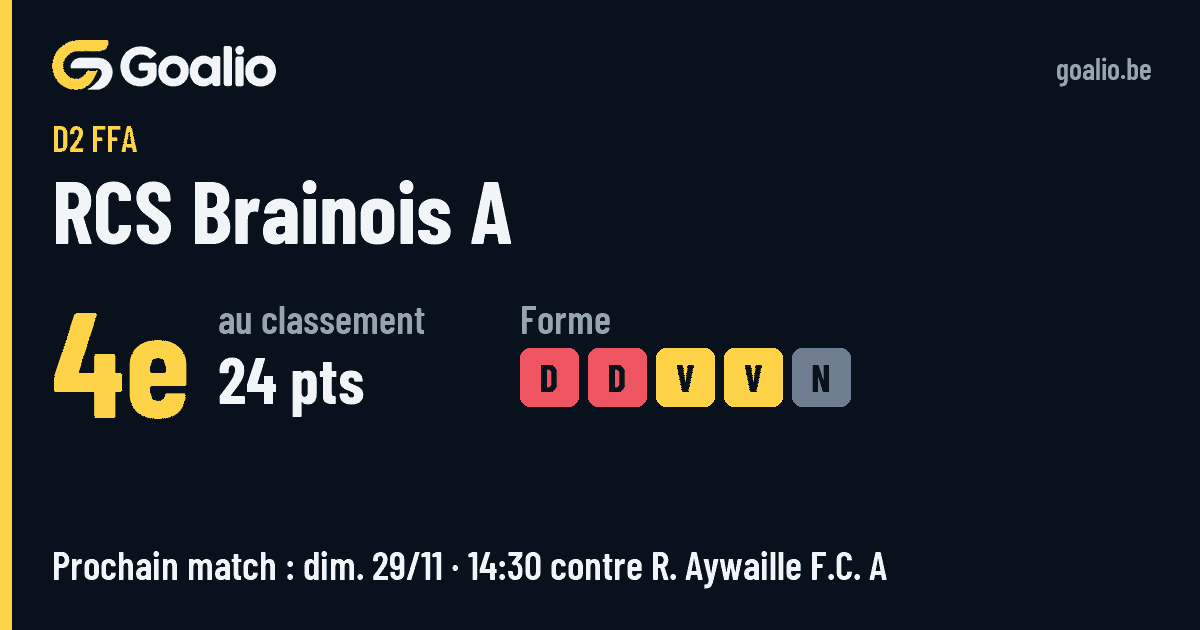 Goalio
goalio.be
D2 FFA
RCS Brainois A
4e
au classement
24 pts
Forme
D D V V N
Prochain match : dim. 29/11 · 14:30 contre R. Aywaille F.C. A